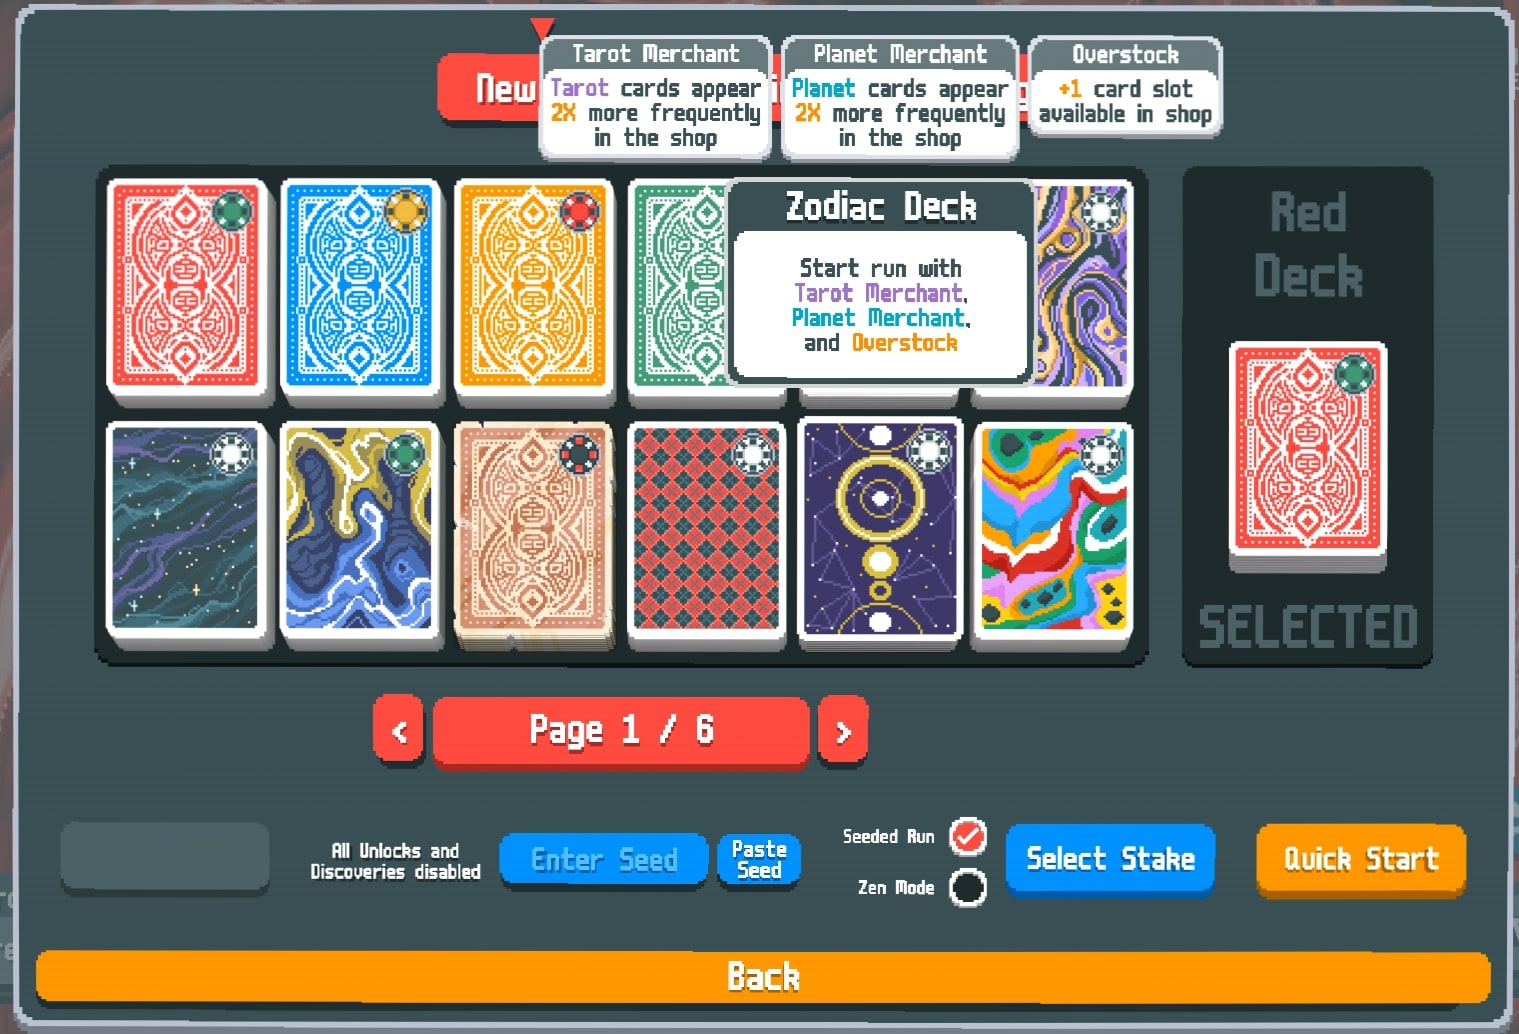 Tarot Merchant
Tarot cards appear
2X more frequently
in the shop
Planet Merchant
Planet cards appear
2X more frequently
in the shop
Overstock
+1 card slot
available in shop
New
Zodiac Deck
Start run with
Tarot Merchant,
Planet Merchant,
and Overstock
Red
Deck
SELECTED
< Page 1 / 6 >
All Unlocks and
Discoveries disabled
Enter Seed
Paste
Seed
Seeded Run
Zen Mode
Select Stake
Quick Start
Back